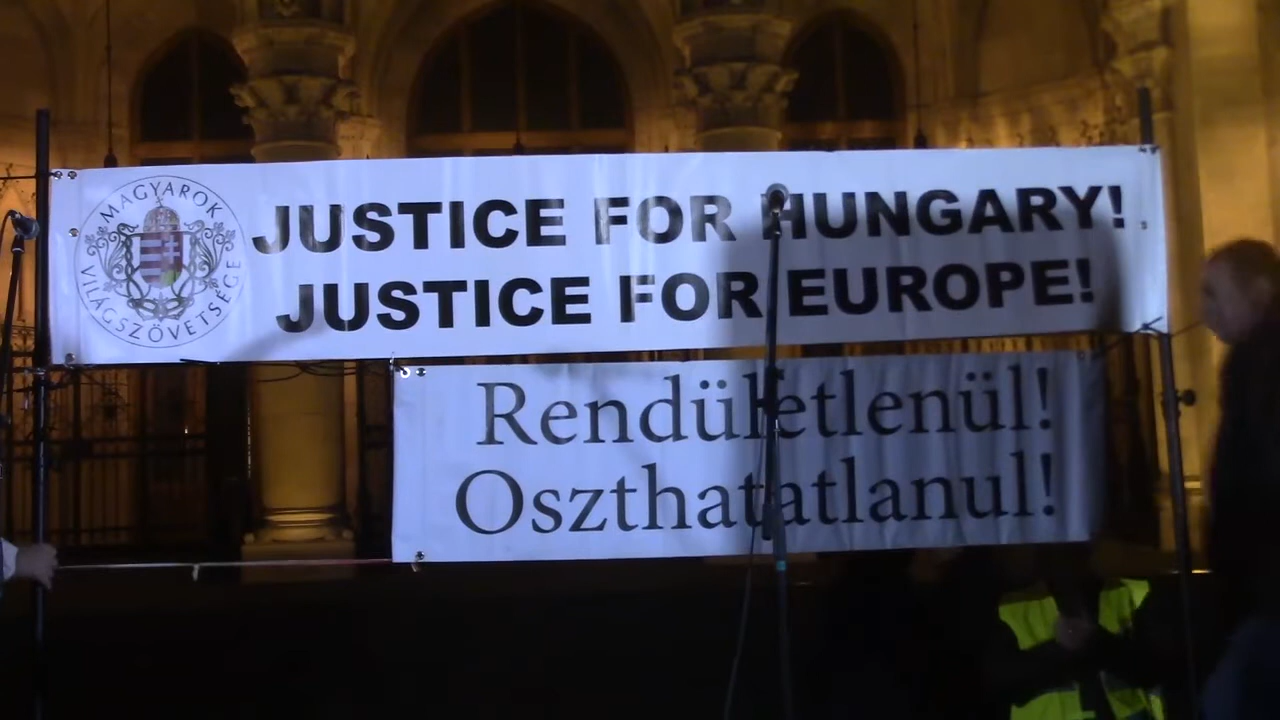 MAGYAROK
VILÁGSZÖVETSÉGE
JUSTICE FOR HUNGARY!
JUSTICE FOR EUROPE!
Rendületlenül!
Oszthatatlanul!